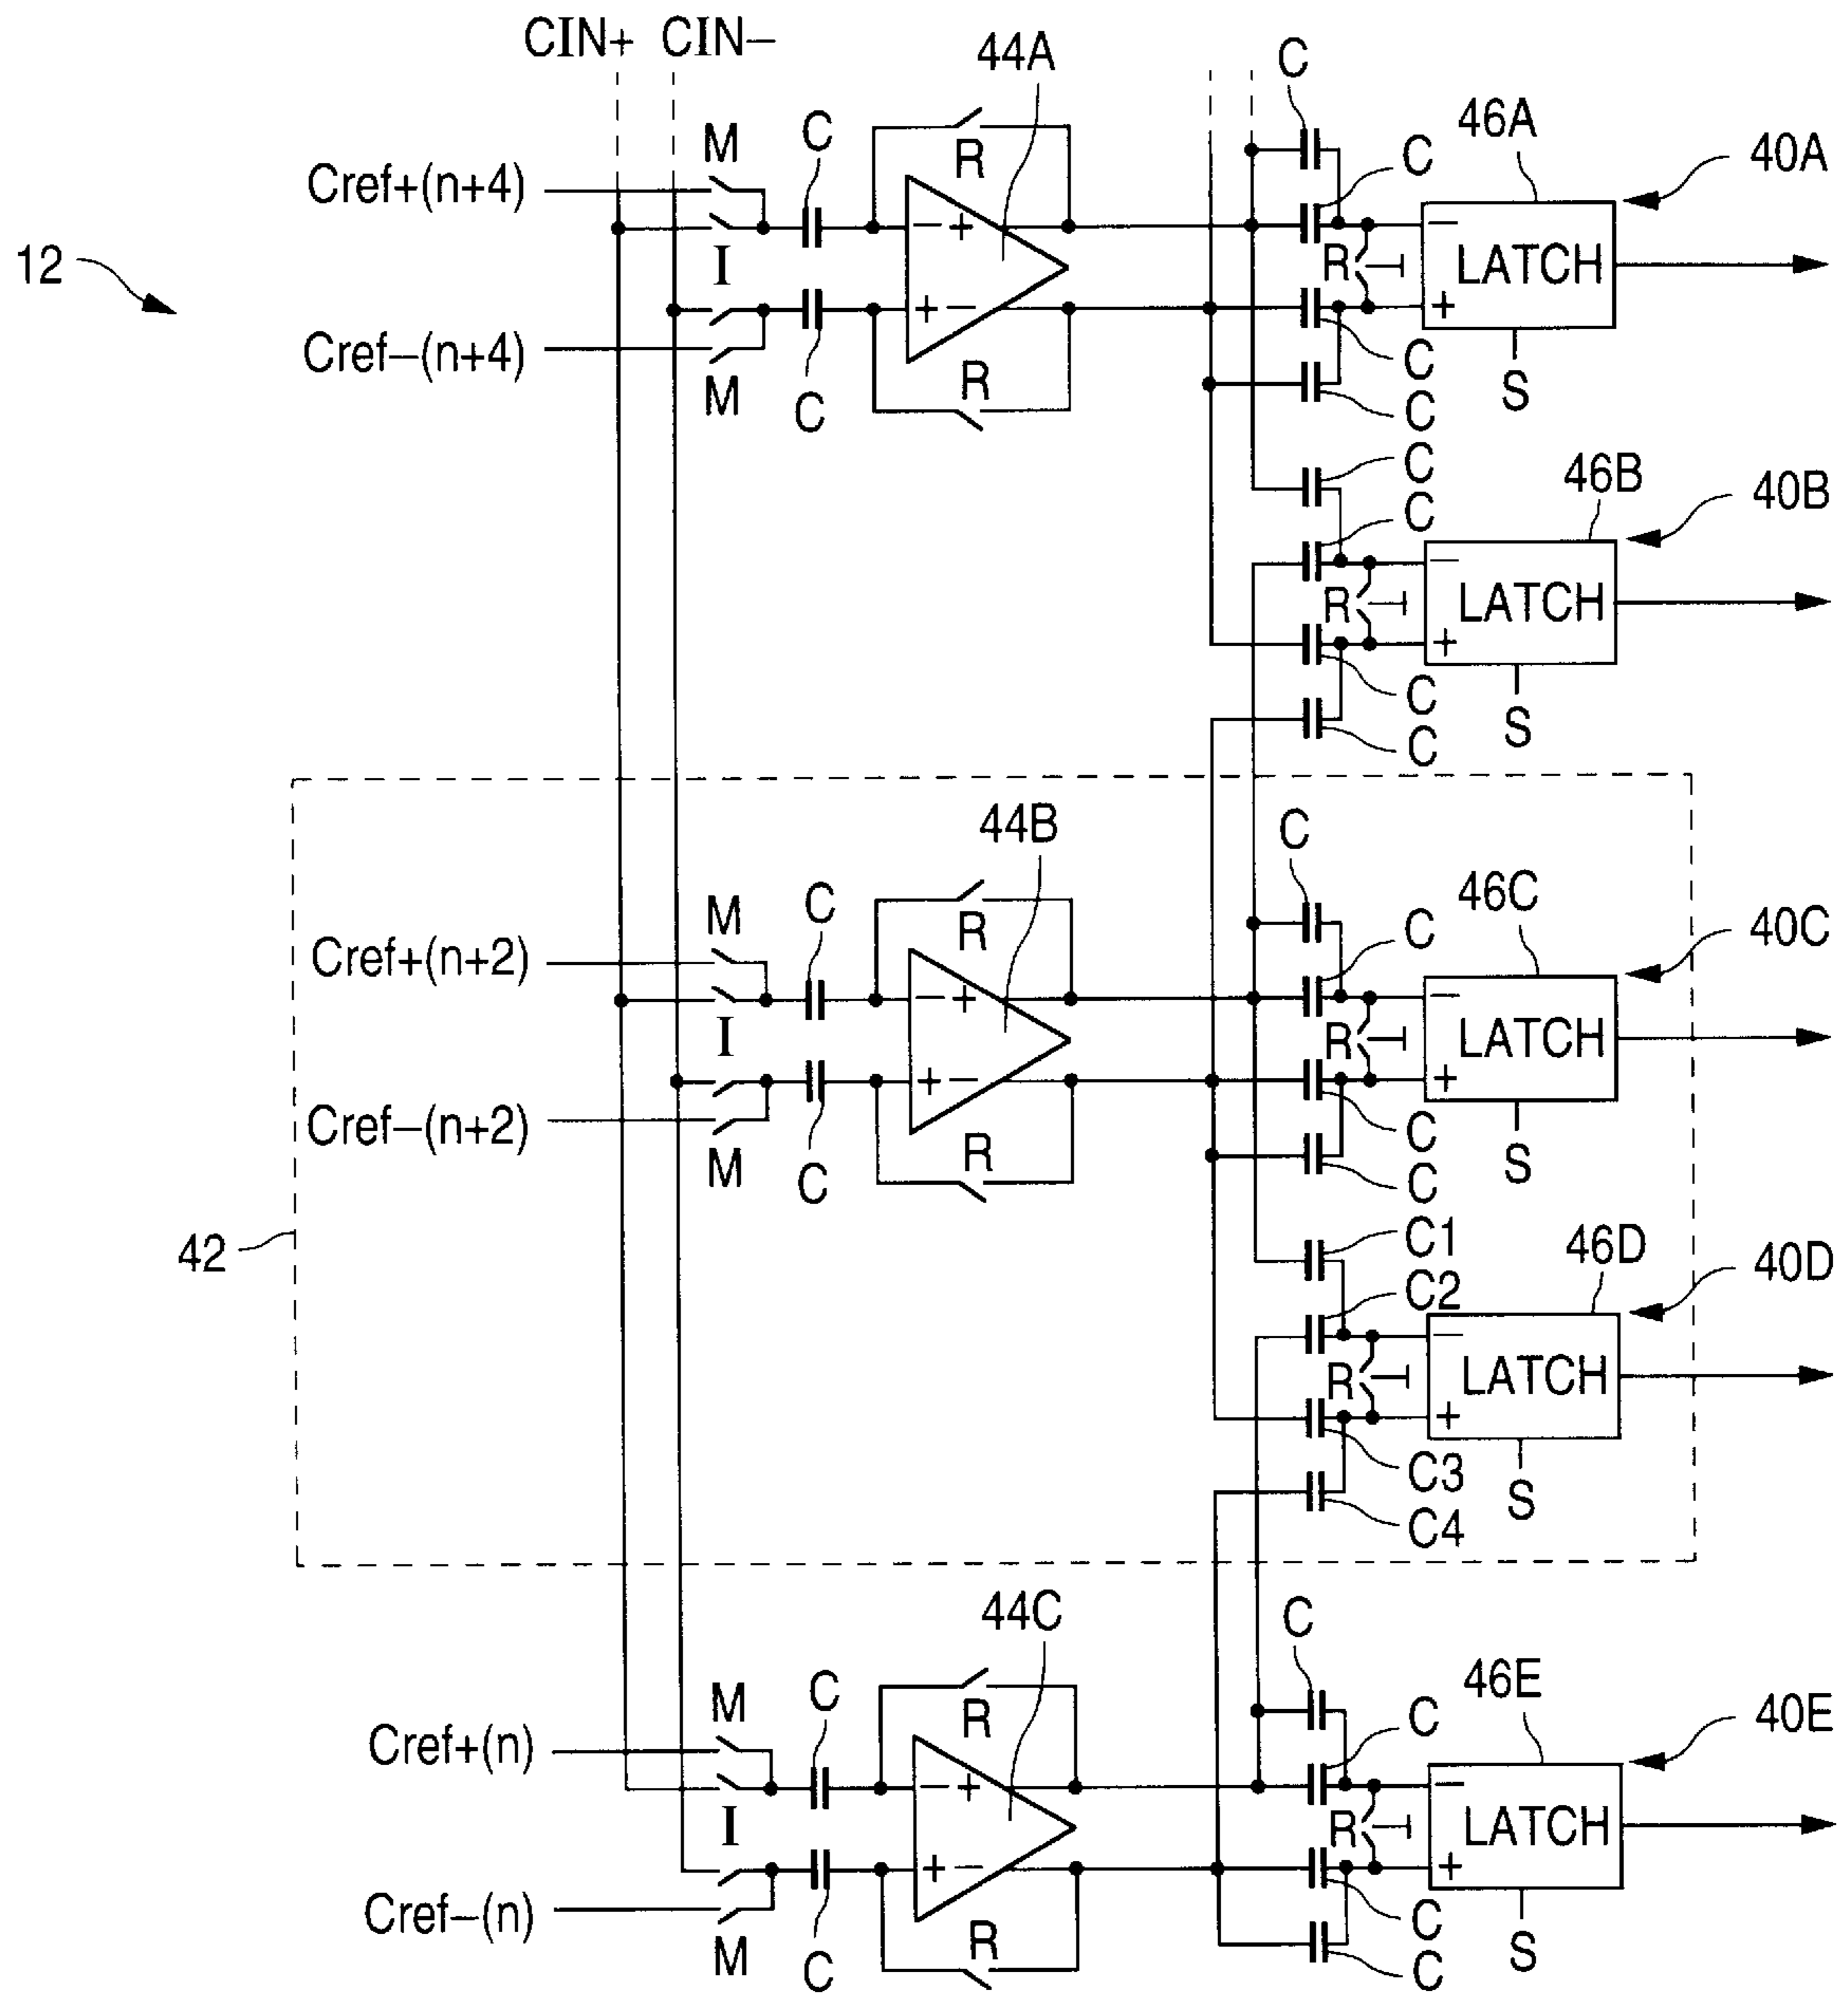 CIN+ CIN−
44A
C
46A
40A
M
C
R
C
Cref+(n+4)
− +
−
LATCH
12
I
R
+ −
+
Cref−(n+4)
C
M
C
R
C
S
C
46B
40B
C
−
R
LATCH
+
C
S
C
44B
C
46C
40C
M
C
R
C
Cref+(n+2)
− +
−
I
R
LATCH
+ −
+
Cref−(n+2)
C
M
C
R
C
S
42
C1
46D
40D
C2
−
R
LATCH
+
C3
S
C4
44C
C
46E
40E
M
C
R
C
Cref+(n)
− +
−
I
R
LATCH
+ −
+
Cref−(n)
C
M
C
R
C
S